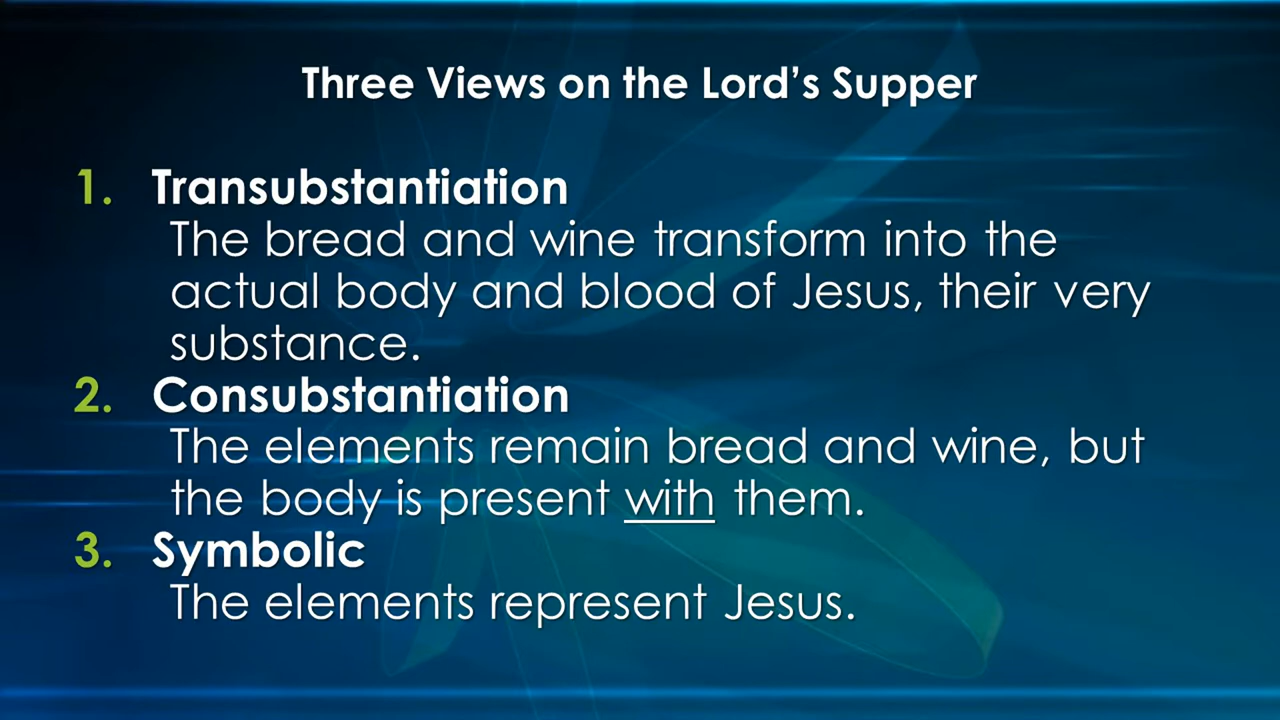 Three Views on the Lord’s Supper
1. Transubstantiation
The bread and wine transform into the
actual body and blood of Jesus, their very
substance.
2. Consubstantiation
The elements remain bread and wine, but
the body is present with them.
3. Symbolic
The elements represent Jesus.